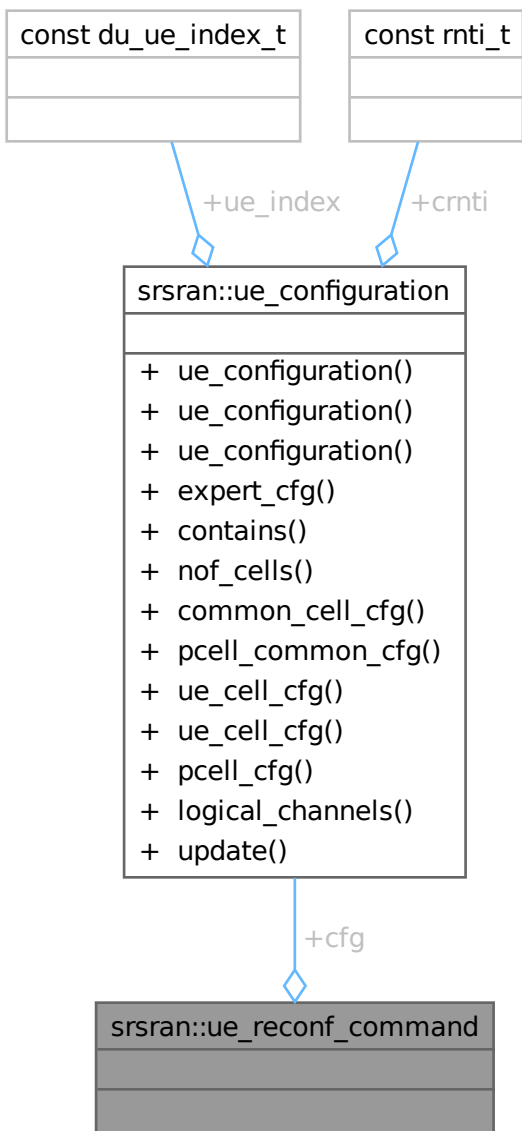 const du_ue_index_t
const rnti_t
+ue_index
+crnti
srsran::ue_configuration
+ ue_configuration()
+ ue_configuration()
+ ue_configuration()
+ expert_cfg()
+ contains()
+ nof_cells()
+ common_cell_cfg()
+ pcell_common_cfg()
+ ue_cell_cfg()
+ ue_cell_cfg()
+ pcell_cfg()
+ logical_channels()
+ update()
+cfg
srsran::ue_reconf_command